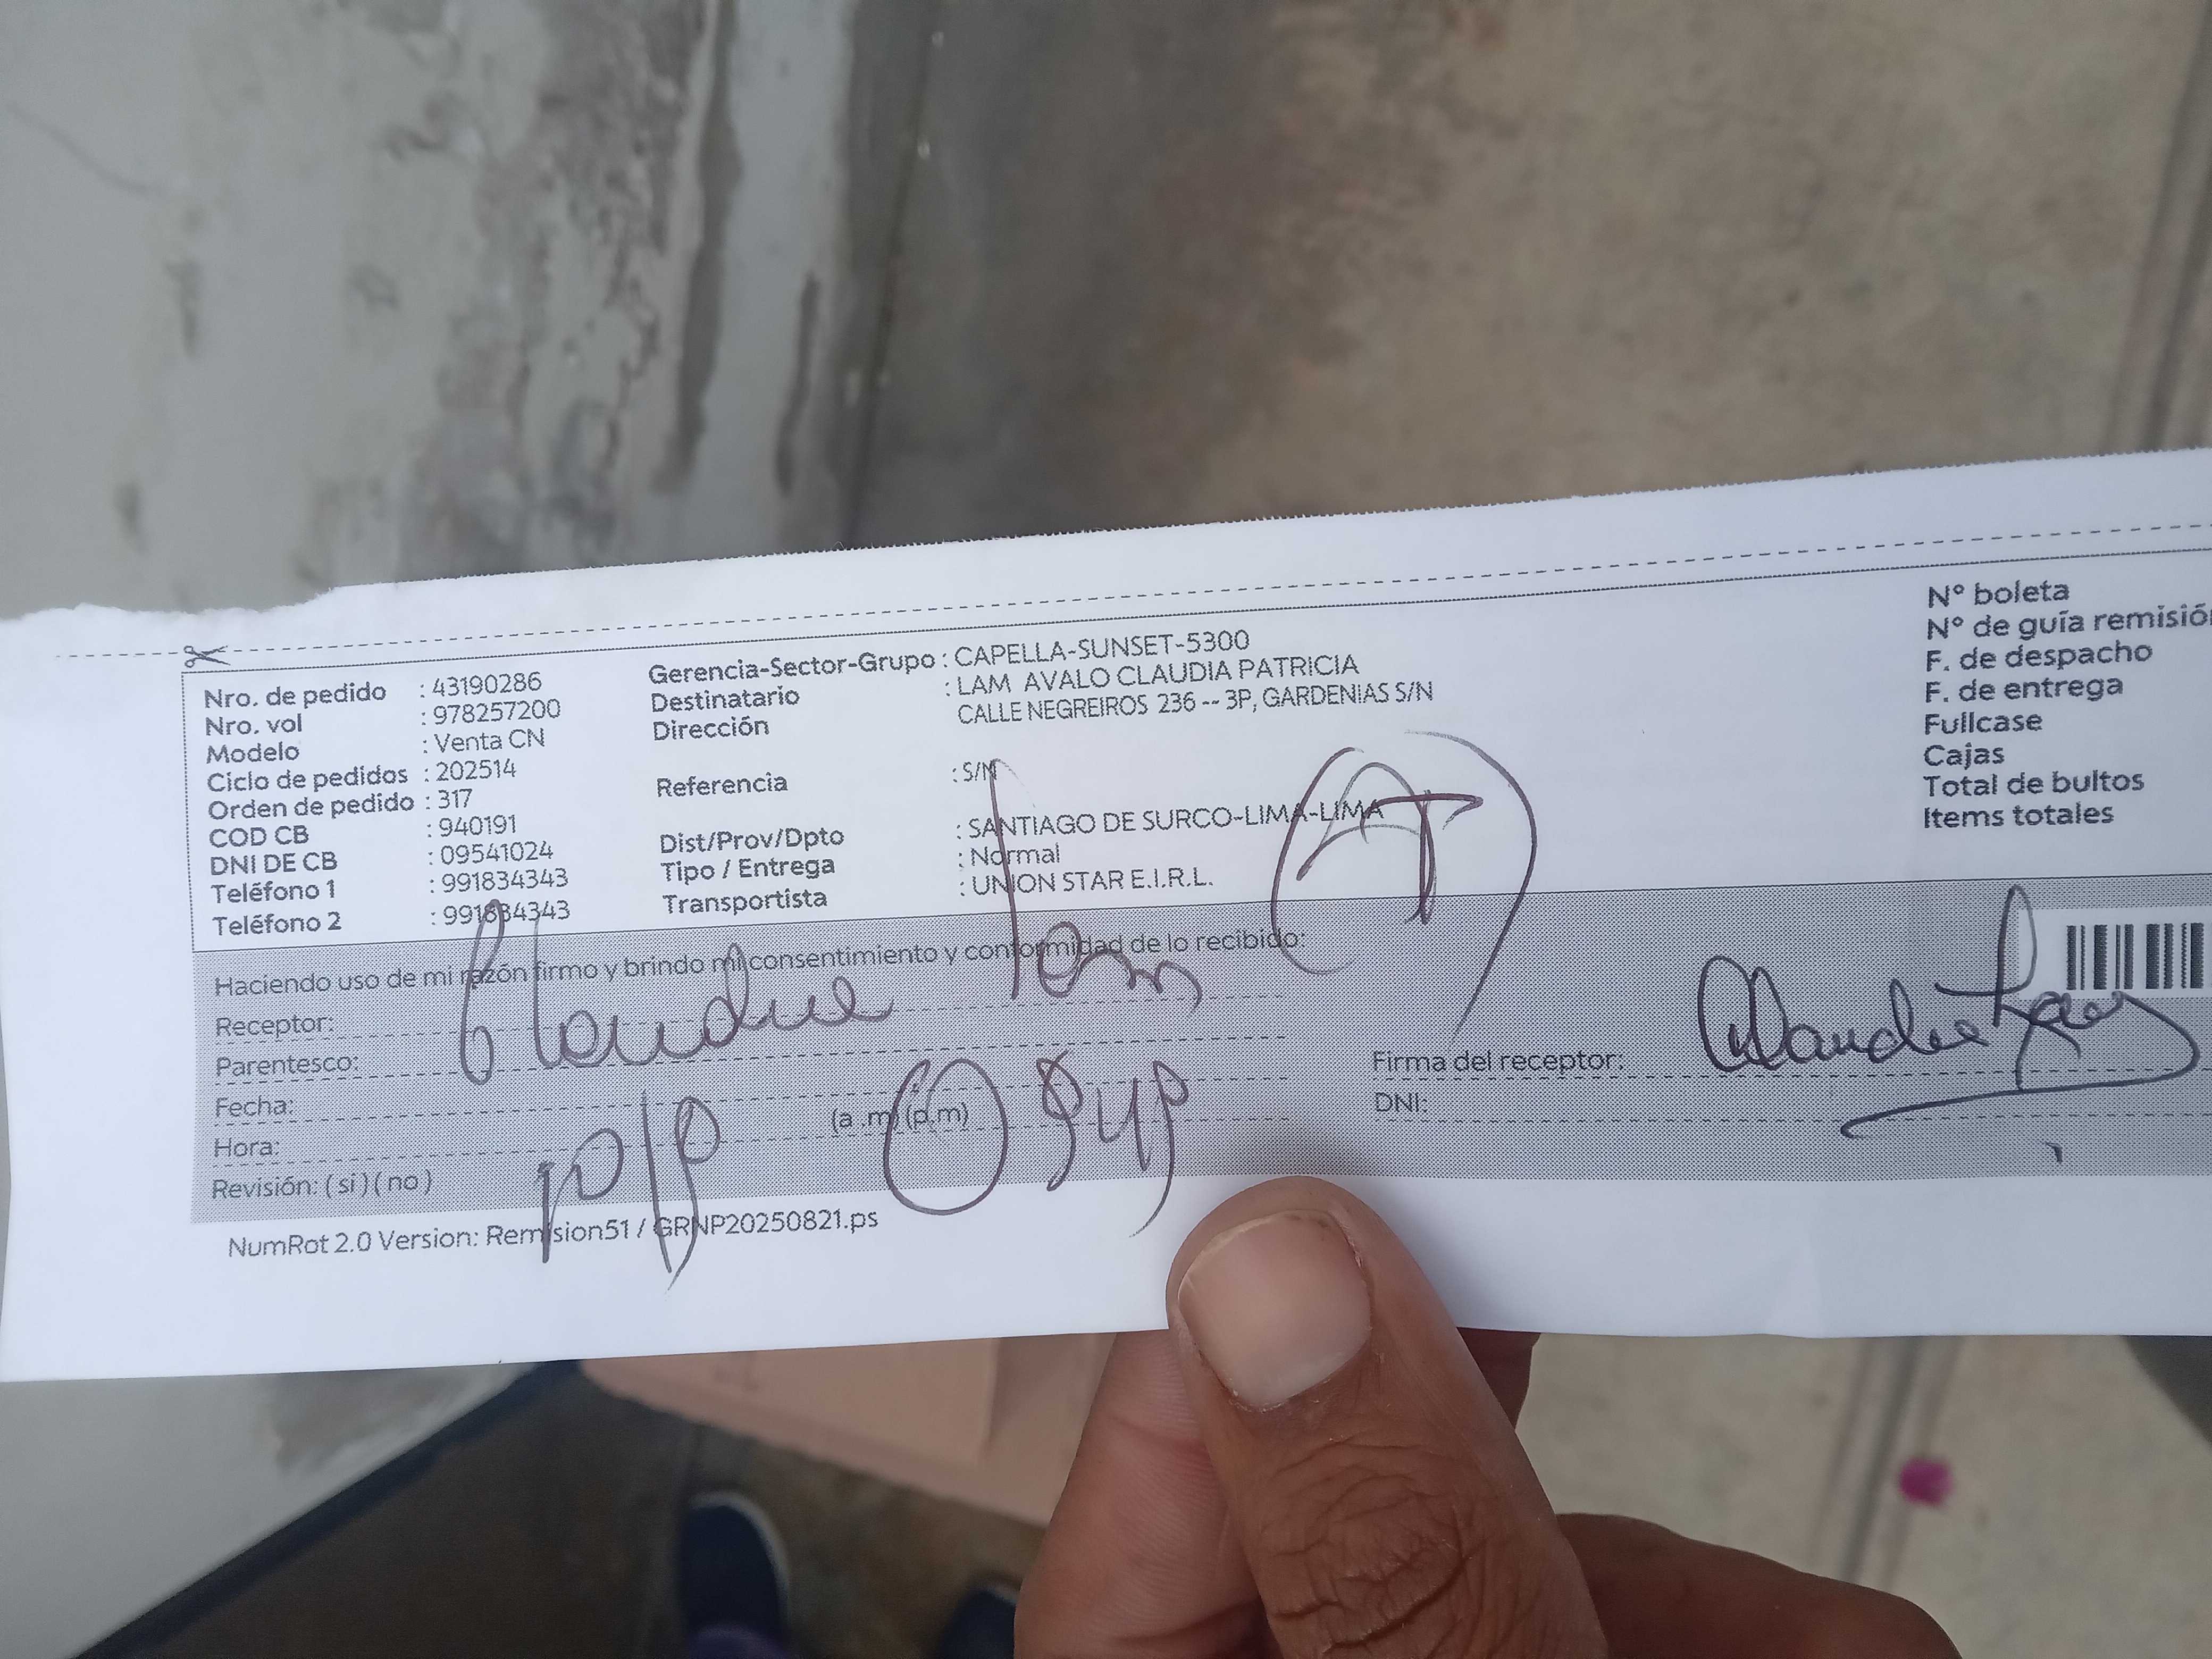 Nro. de pedido : 43190286
Nro. vol : 978257200
Modelo : Venta CN
Ciclo de pedidos : 202514
Orden de pedido : 317
COD CB : 940191
DNI DE CB : 09541024
Teléfono 1 : 991834343
Teléfono 2 : 991834343
Gerencia-Sector-Grupo : CAPELLA-SUNSET-5300
Destinatario : LAM AVALO CLAUDIA PATRICIA
Dirección CALLE NEGREIROS 236 -- 3P, GARDENIAS S/N
Referencia : S/N
Dist/Prov/Dpto : SANTIAGO DE SURCO-LIMA-LIMA
Tipo / Entrega : Normal
Transportista : UNION STAR E.I.R.L.
N° boleta
N° de guía remisión
F. de despacho
F. de entrega
Fullcase
Cajas
Total de bultos
Items totales
Haciendo uso de mi razón firmo y brindo mi consentimiento y conformidad de lo recibido:
Receptor: Claudia Lam
Parentesco:
Fecha:
Hora: (a .m) (p.m)
Revisión: ( si ) ( no )
Firma del receptor: Claudia Lam
DNI:
NumRot 2.0 Version: Remision51 / GRNP20250821.ps